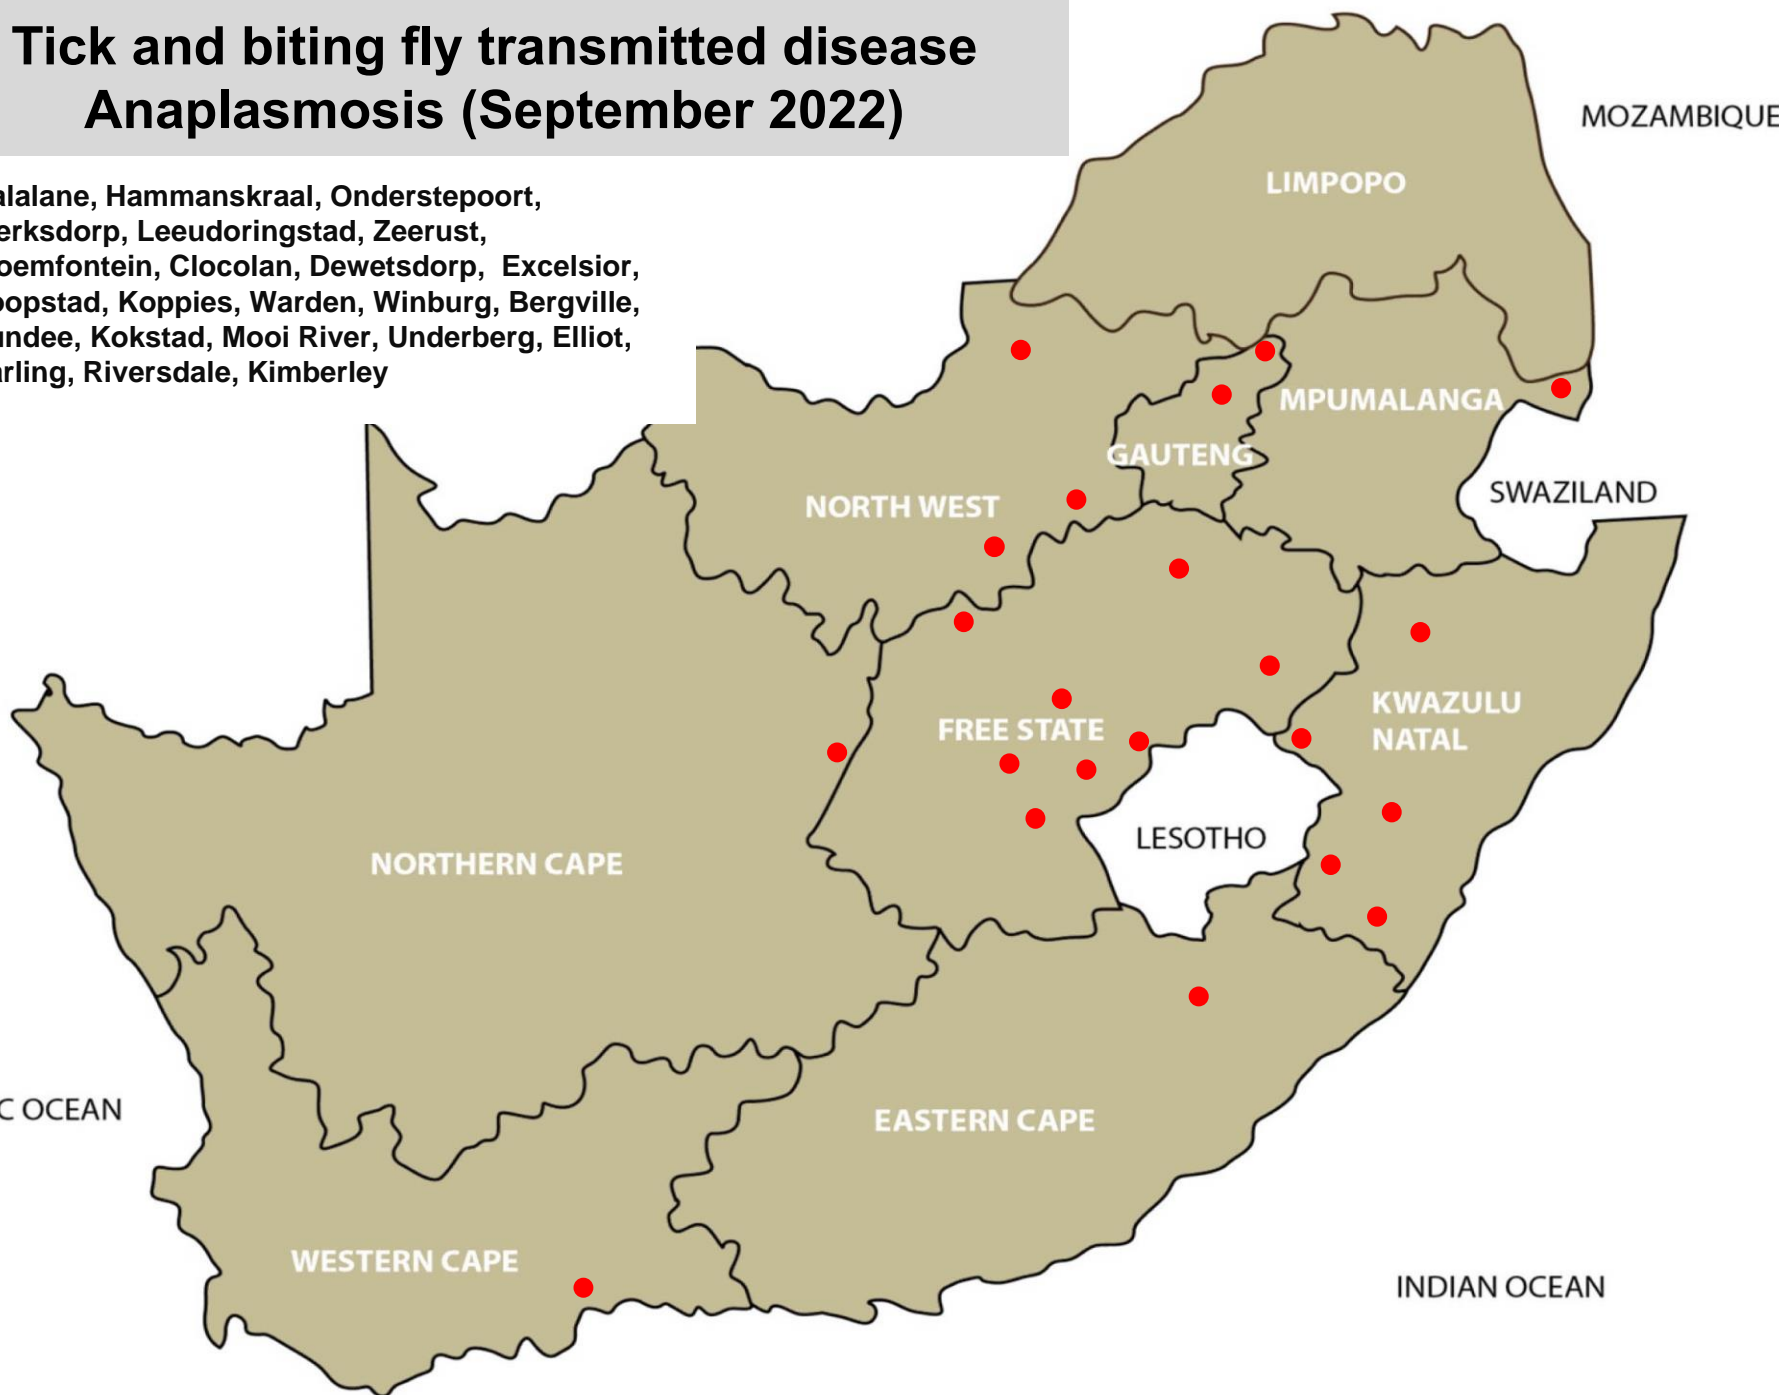 Tick and biting fly transmitted disease
Anaplasmosis (September 2022)
alalane, Hammanskraal, Onderstepoort,
erksdorp, Leeudoringstad, Zeerust,
oemfontein, Clocolan, Dewetsdorp, Excelsior,
oopstad, Koppies, Warden, Winburg, Bergville,
undee, Kokstad, Mooi River, Underberg, Elliot,
arling, Riversdale, Kimberley
MOZAMBIQUE
LIMPOPO
MPUMALANGA
GAUTENG
NORTH WEST
SWAZILAND
KWAZULU
NATAL
FREE STATE
LESOTHO
NORTHERN CAPE
C OCEAN
EASTERN CAPE
WESTERN CAPE
INDIAN OCEAN